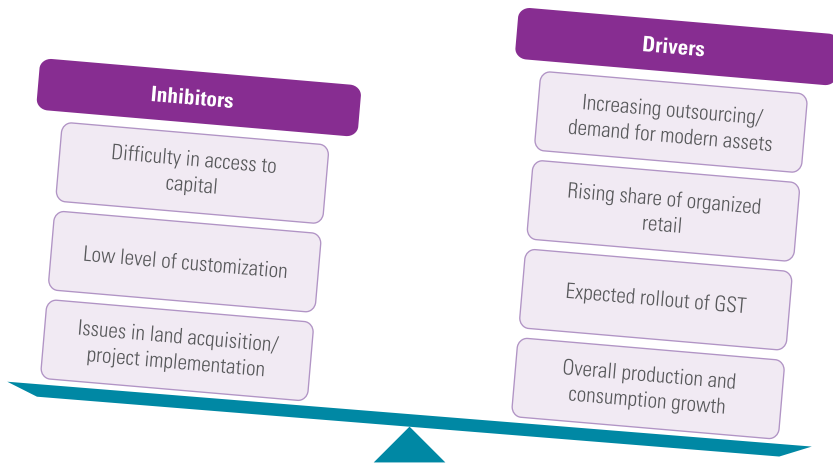 Inhibitors
Difficulty in access to
capital
Low level of customization
Issues in land acquisition/
project implementation
Drivers
Increasing outsourcing/
demand for modern assets
Rising share of organized
retail
Expected rollout of GST
Overall production and
consumption growth